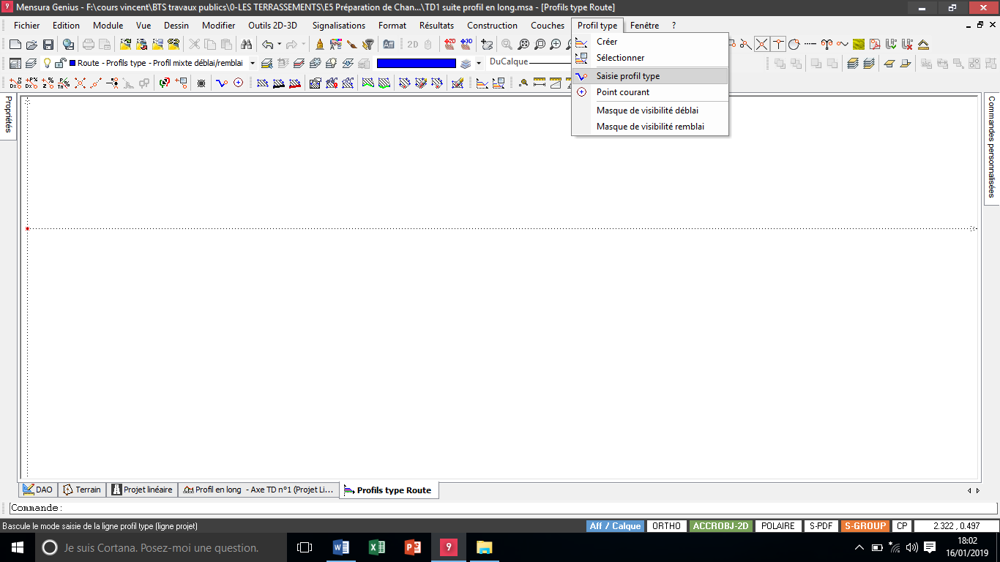 9 Mensura Genius - F:\cours vincent\BTS travaux publics\0-LES TERRASSEMENTS\E5 Préparation de Chan...\TD1 suite profil en long.msa - [Profils type Route]
Fichier Edition Module Vue Dessin Modifier Outils 2D-3D Signalisations Format Résultats Construction Couches Profil type Fenêtre ?
Créer
Sélectionner
Saisie profil type
Point courant
Masque de visibilité déblai
Masque de visibilité remblai
Aff 2D +2D +3D
Route - Profils type - Profil mixte déblai/remblai DuCalque
Propriétés
Commandes personnalisées
DAO Terrain Projet linéaire Profil en long - Axe TD n°1 (Projet Li... Profils type Route
Commande:
Bascule le mode saisie de la ligne profil type (ligne projet) Aff / Calque ORTHO ACCROBJ-2D POLAIRE S-PDF S-GROUP CP 2.322 , 0.497
Je suis Cortana. Posez-moi une question. 9 18:02
16/01/2019